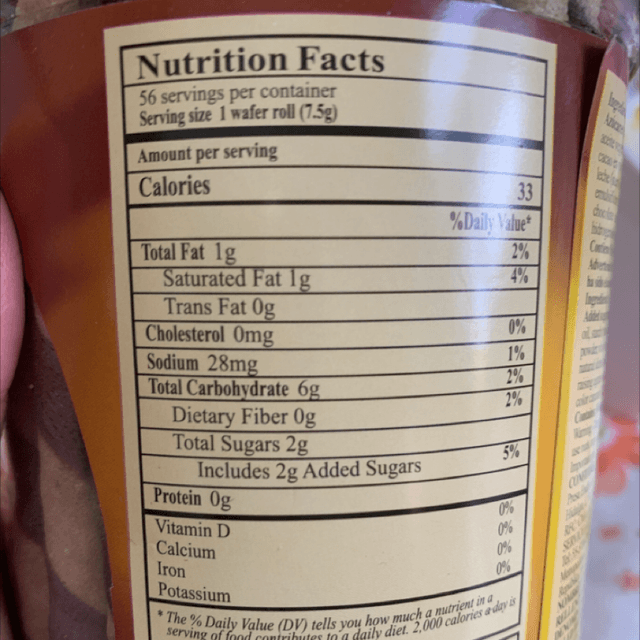 Nutrition Facts
56 servings per container
Serving size 1 wafer roll (7.5g)
Amount per serving
Calories 33
%Daily Value*
Total Fat 1g 2%
Saturated Fat 1g 4%
Trans Fat 0g
Cholesterol 0mg 0%
Sodium 28mg 1%
Total Carbohydrate 6g 2%
Dietary Fiber 0g 2%
Total Sugars 2g
Includes 2g Added Sugars 5%
Protein 0g
Vitamin D 0%
Calcium 0%
Iron 0%
Potassium 0%
* The % Daily Value (DV) tells you how much a nutrient in a
serving of food contributes to a daily diet. 2,000 calories a day is